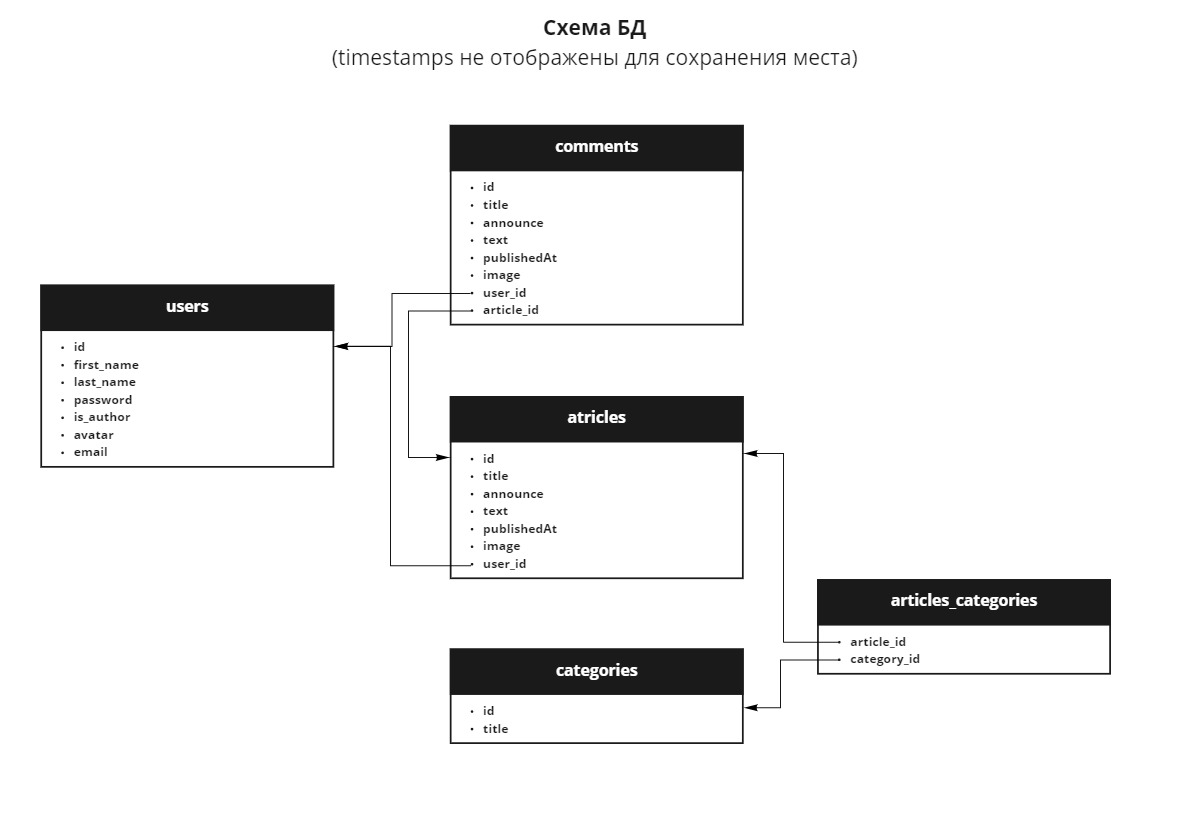 Схема БД
(timestamps не отображены для сохранения места)
comments
id
title
announce
text
publishedAt
image
user_id
article_id
users
id
first_name
last_name
password
is_author
avatar
email
atricles
id
title
announce
text
publishedAt
image
user_id
articles_categories
article_id
category_id
categories
id
title